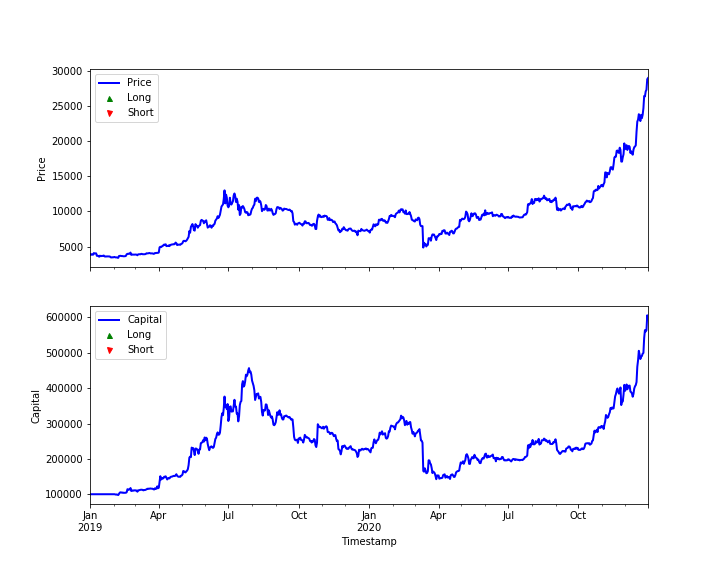 30000
25000
20000
15000
10000
5000
Price
Price
Long
Short
600000
500000
400000
300000
200000
100000
Capital
Capital
Long
Short
Jan Apr Jul Oct Jan Apr Jul Oct
2019 2020
Timestamp